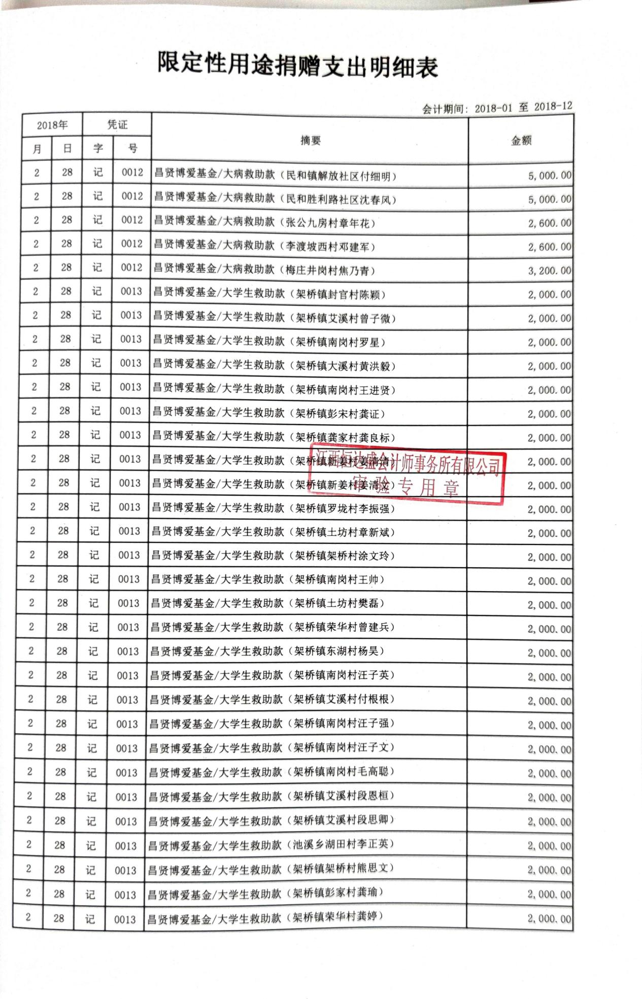 限定性用途捐赠支出明细表
会计期间: 2018-01 至 2018-12
2018年 凭证 摘要 金额
月 日 字 号
2 28 记 0012 昌贤博爱基金/大病救助款（民和镇解放社区付细明） 5,000.00
2 28 记 0012 昌贤博爱基金/大病救助款（民和胜利路社区沈春风） 5,000.00
2 28 记 0012 昌贤博爱基金/大病救助款（张公九房村章年花） 2,600.00
2 28 记 0012 昌贤博爱基金/大病救助款（李渡坡西村邓建军） 2,600.00
2 28 记 0012 昌贤博爱基金/大病救助款（梅庄井岗村焦乃青） 3,200.00
2 28 记 0013 昌贤博爱基金/大学生救助款（架桥镇封官村陈颖） 2,000.00
2 28 记 0013 昌贤博爱基金/大学生救助款（架桥镇艾溪村曾子微） 2,000.00
2 28 记 0013 昌贤博爱基金/大学生救助款（架桥镇南岗村罗星） 2,000.00
2 28 记 0013 昌贤博爱基金/大学生救助款（架桥镇大溪村黄洪毅） 2,000.00
2 28 记 0013 昌贤博爱基金/大学生救助款（架桥镇南岗村王进贤） 2,000.00
2 28 记 0013 昌贤博爱基金/大学生救助款（架桥镇彭宋村龚证） 2,000.00
2 28 记 0013 昌贤博爱基金/大学生救助款（架桥镇龚家村龚良标） 2,000.00
2 28 记 0013 昌贤博爱基金/大学生救助款（架桥镇新姜村姜清清） 2,000.00
江西恒达盛会计师事务所有限公司
2 28 记 0013 昌贤博爱基金/大学生救助款（架桥镇新姜村姜清文） 2,000.00
审验专用章
2 28 记 0013 昌贤博爱基金/大学生救助款（架桥镇罗垅村李振强） 2,000.00
2 28 记 0013 昌贤博爱基金/大学生救助款（架桥镇土坊村章新斌） 2,000.00
2 28 记 0013 昌贤博爱基金/大学生救助款（架桥镇架桥村涂文玲） 2,000.00
2 28 记 0013 昌贤博爱基金/大学生救助款（架桥镇南岗村王帅） 2,000.00
2 28 记 0013 昌贤博爱基金/大学生救助款（架桥镇土坊村樊磊） 2,000.00
2 28 记 0013 昌贤博爱基金/大学生救助款（架桥镇荣华村曾建兵） 2,000.00
2 28 记 0013 昌贤博爱基金/大学生救助款（架桥镇东湖村杨昊） 2,000.00
2 28 记 0013 昌贤博爱基金/大学生救助款（架桥镇南岗村汪子英） 2,000.00
2 28 记 0013 昌贤博爱基金/大学生救助款（架桥镇艾溪村付根根） 2,000.00
2 28 记 0013 昌贤博爱基金/大学生救助款（架桥镇南岗村汪子强） 2,000.00
2 28 记 0013 昌贤博爱基金/大学生救助款（架桥镇南岗村汪子文） 2,000.00
2 28 记 0013 昌贤博爱基金/大学生救助款（架桥镇南岗村毛高聪） 2,000.00
2 28 记 0013 昌贤博爱基金/大学生救助款（架桥镇艾溪村段恩桓） 2,000.00
2 28 记 0013 昌贤博爱基金/大学生救助款（架桥镇艾溪村段思卿） 2,000.00
2 28 记 0013 昌贤博爱基金/大学生救助款（池溪乡湖田村李正英） 2,000.00
2 28 记 0013 昌贤博爱基金/大学生救助款（架桥镇架桥村熊思文） 2,000.00
2 28 记 0013 昌贤博爱基金/大学生救助款（架桥镇彭家村龚瑜） 2,000.00
2 28 记 0013 昌贤博爱基金/大学生救助款（架桥镇荣华村龚婷） 2,000.00